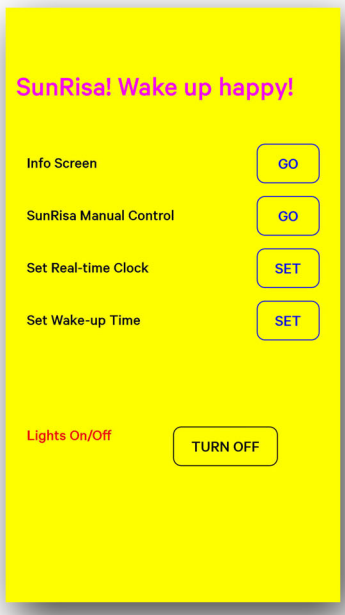 SunRisa! Wake up happy!
Info Screen GO
SunRisa Manual Control GO
Set Real-time Clock SET
Set Wake-up Time SET
Lights On/Off TURN OFF